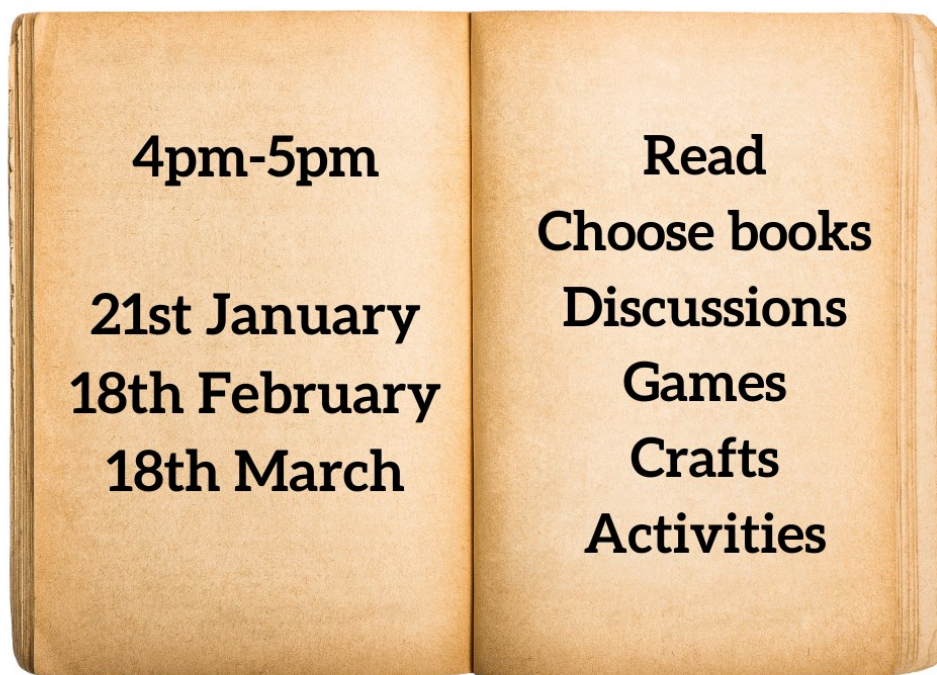 4pm-5pm
21st January
18th February
18th March
Read
Choose books
Discussions
Games
Crafts
Activities